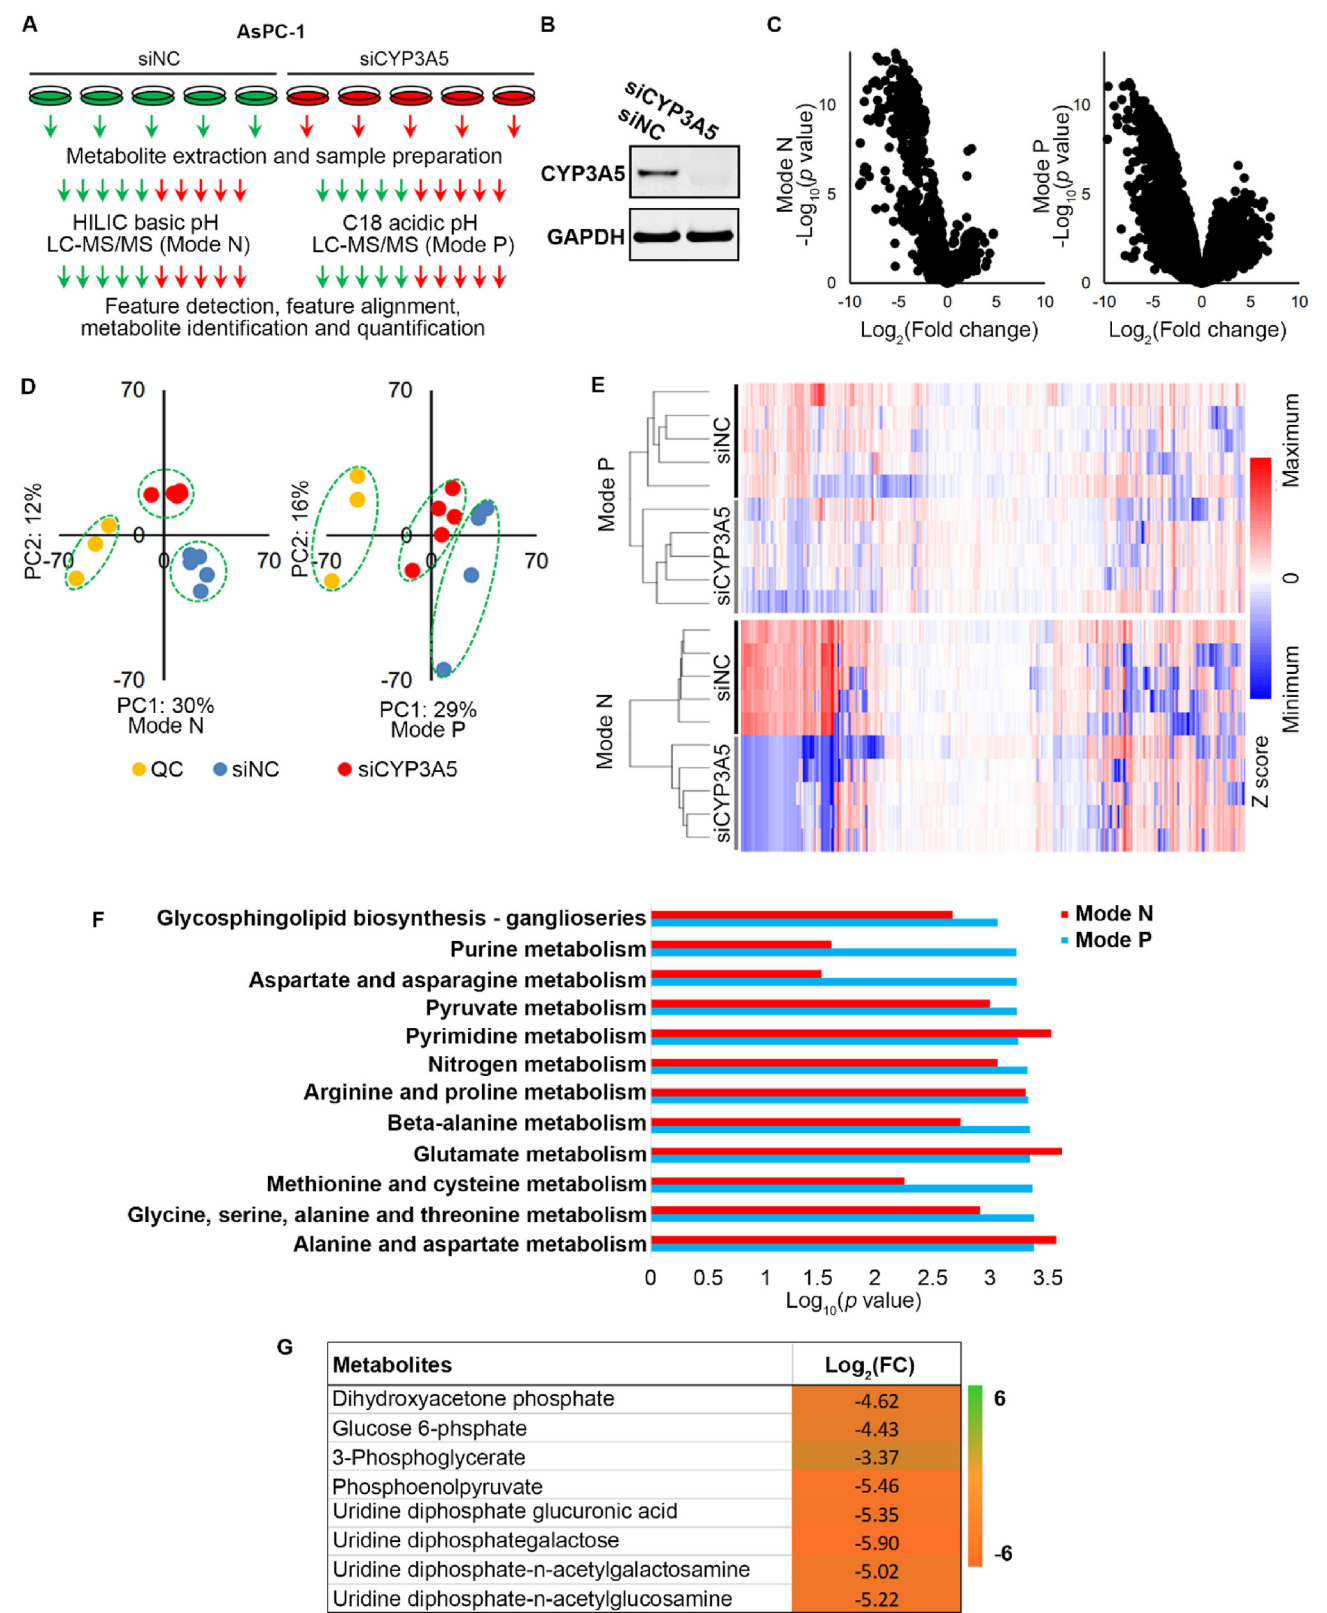 A
AsPC-1
siNC
siCYP3A5
Metabolite extraction and sample preparation
HILIC basic pH
LC-MS/MS (Mode N)
C18 acidic pH
LC-MS/MS (Mode P)
Feature detection, feature alignment,
metabolite identification and quantification
B
siNC
siCYP3A5
CYP3A5
GAPDH
C
Mode N
-Log10(p value)
10
5
0
-10 -5 0 5 10
Log2(Fold change)
Mode P
-Log10(p value)
10
5
0
-10 -5 0 5 10
Log2(Fold change)
D
70
PC2: 12%
-70
0
70
-70
PC1: 30%
Mode N
70
PC2: 16%
-70
0
70
-70
PC1: 29%
Mode P
QC
siNC
siCYP3A5
E
Mode P
siNC
siCYP3A5
Mode N
siNC
siCYP3A5
Maximum
0
Minimum
Z score
F
Mode N
Mode P
Glycosphingolipid biosynthesis - ganglioseries
Purine metabolism
Aspartate and asparagine metabolism
Pyruvate metabolism
Pyrimidine metabolism
Nitrogen metabolism
Arginine and proline metabolism
Beta-alanine metabolism
Glutamate metabolism
Methionine and cysteine metabolism
Glycine, serine, alanine and threonine metabolism
Alanine and aspartate metabolism
0 0.5 1 1.5 2 2.5 3 3.5
Log10(p value)
G
Metabolites Log2(FC)
Dihydroxyacetone phosphate -4.62
Glucose 6-phsphate -4.43
3-Phosphoglycerate -3.37
Phosphoenolpyruvate -5.46
Uridine diphosphate glucuronic acid -5.35
Uridine diphosphategalactose -5.90
Uridine diphosphate-n-acetylgalactosamine -5.02
Uridine diphosphate-n-acetylglucosamine -5.22
6
-6